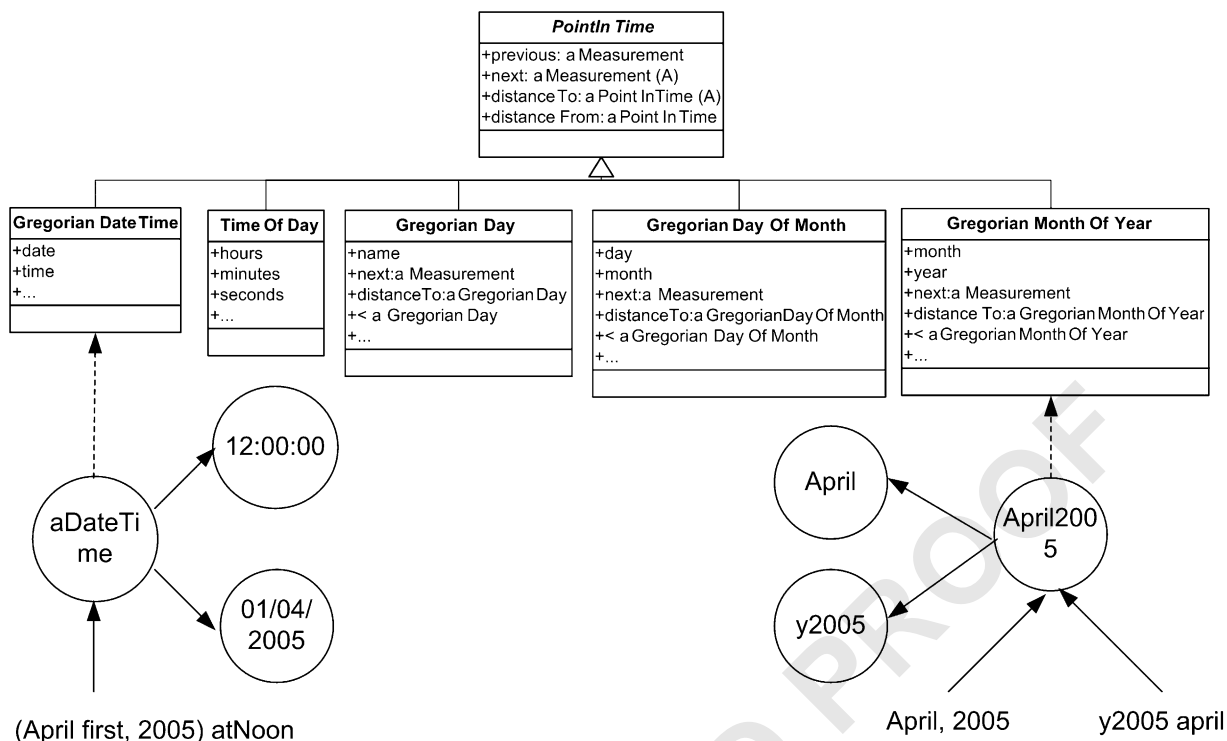 PointIn Time
+previous: a Measurement
+next: a Measurement (A)
+distance To: a Point InTime (A)
+distance From: a Point In Time
Gregorian DateTime
+date
+time
+...
Time Of Day
+hours
+minutes
+seconds
+...
Gregorian Day
+name
+next:a Measurement
+distanceTo:a Gregorian Day
+< a Gregorian Day
+...
Gregorian Day Of Month
+day
+month
+next:a Measurement
+distanceTo:a GregorianDay Of Month
+< a Gregorian Day Of Month
+...
Gregorian Month Of Year
+month
+year
+next:a Measurement
+distance To:a Gregorian Month Of Year
+< a Gregorian Month Of Year
+...
12:00:00
aDateTi
me
01/04/
2005
(April first, 2005) atNoon
April
April200
5
y2005
April, 2005
y2005 april
PROOF